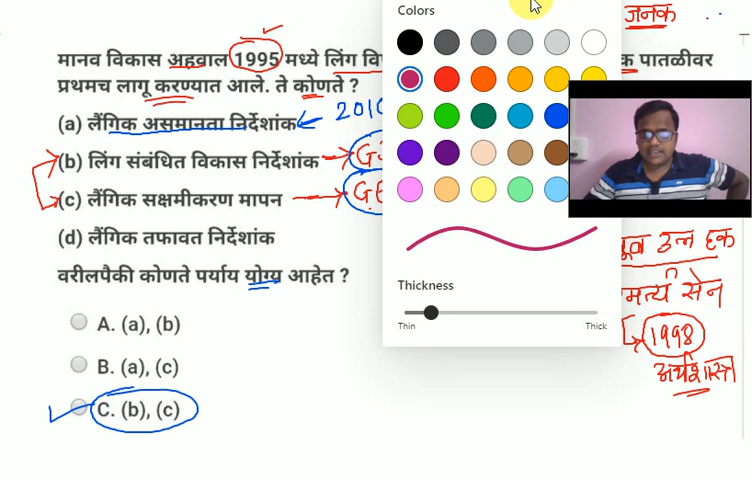 Colors
जनक
मानव विकास अहवाल 1995 मध्ये लिंग वि
क पातळीवर
प्रथमच लागू करण्यात आले. ते कोणते ?
(a) लैंगिक असमानता निर्देशांक
(b) लिंग संबंधित विकास निर्देशांक
(c) लैंगिक सक्षमीकरण मापन
(d) लैंगिक तफावत निर्देशांक
वरीलपैकी कोणते पर्याय योग्य आहेत ?
A. (a), (b)
B. (a), (c)
C. (b), (c)
Thickness
Thin
Thick
सेन
1998
अर्थशास्त्र